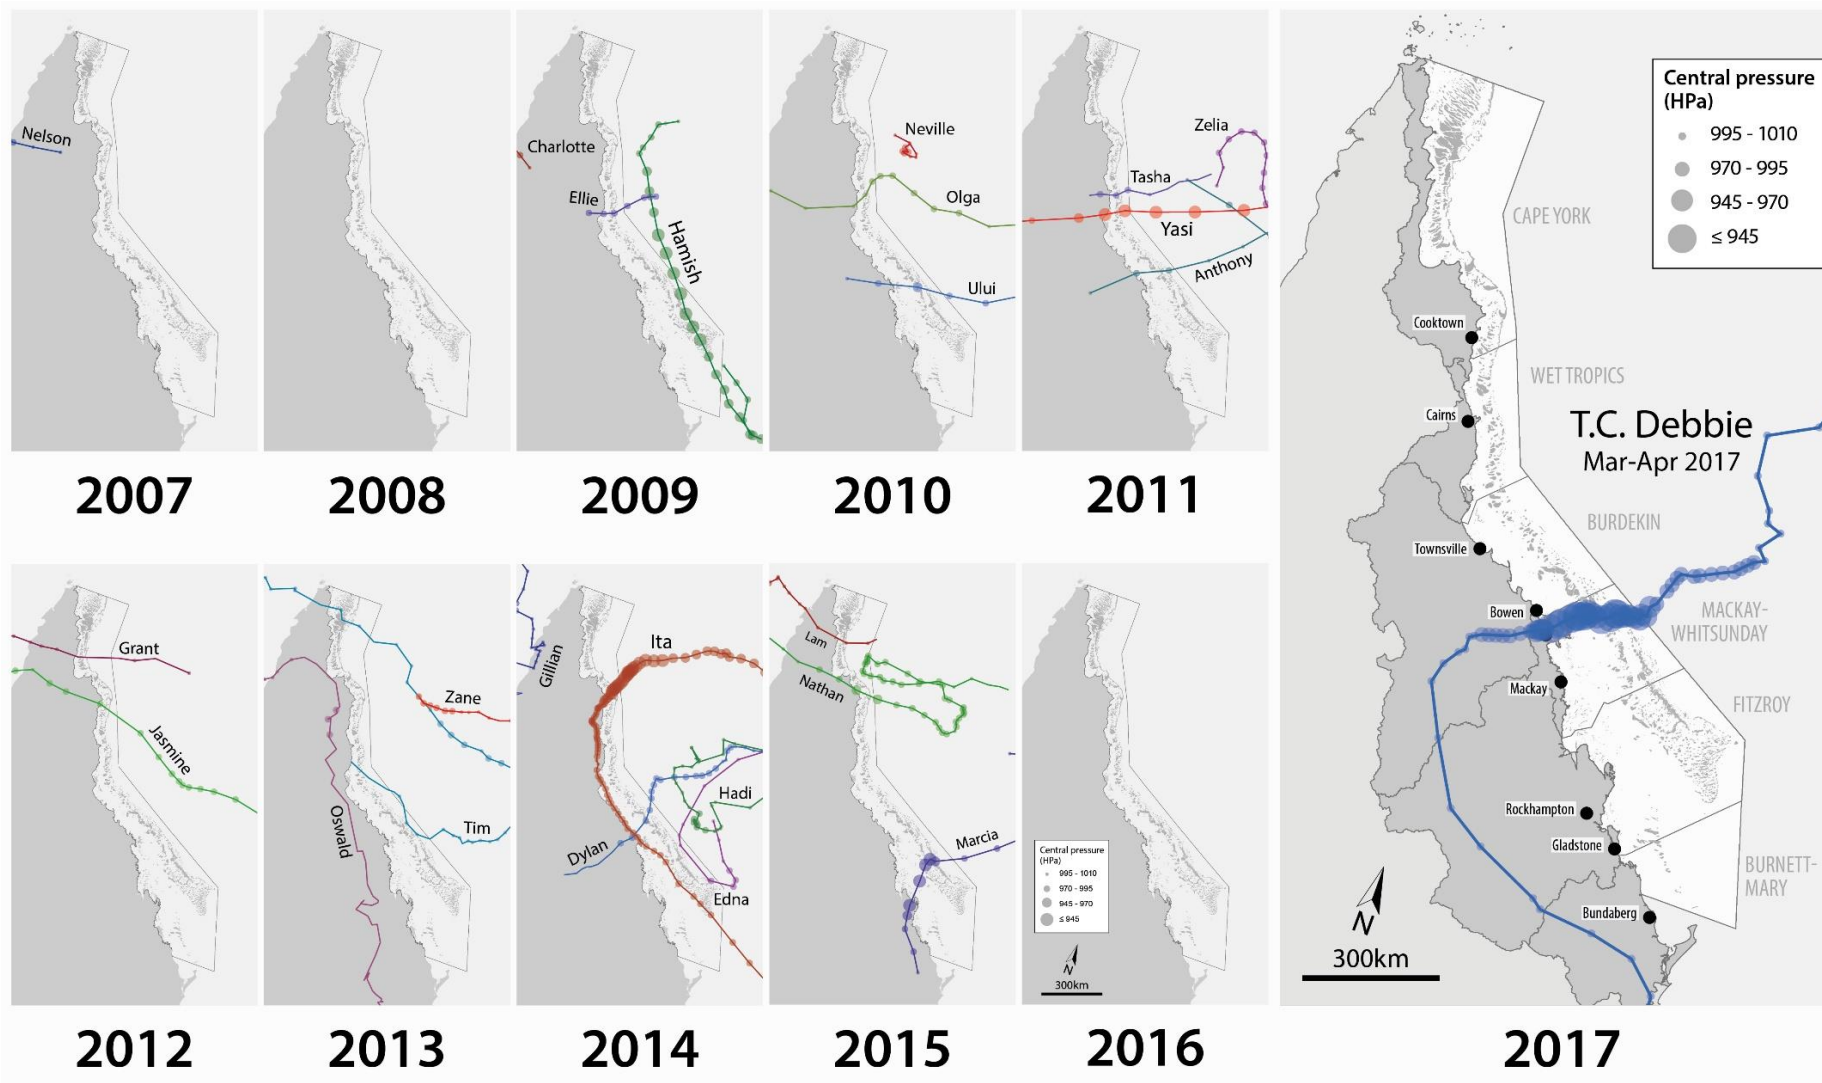 Nelson
2007
2008
Charlotte
Ellie
Hamish
2009
Neville
Olga
Ului
2010
Zelia
Tasha
Yasi
Anthony
2011
Grant
Jasmine
2012
Zane
Oswald
Tim
2013
Gillian
Ita
Hadi
Dylan
Edna
2014
Lam
Nathan
Marcia
2015
Central pressure
(HPa)
995 - 1010
970 - 995
945 - 970
≤ 945
N
300km
2016
Central pressure
(HPa)
995 - 1010
970 - 995
945 - 970
≤ 945
CAPE YORK
Cooktown
WET TROPICS
Cairns
T.C. Debbie
Mar-Apr 2017
BURDEKIN
Townsville
Bowen
MACKAY-
WHITSUNDAY
Mackay
FITZROY
Rockhampton
Gladstone
BURNETT-
MARY
Bundaberg
N
300km
2017